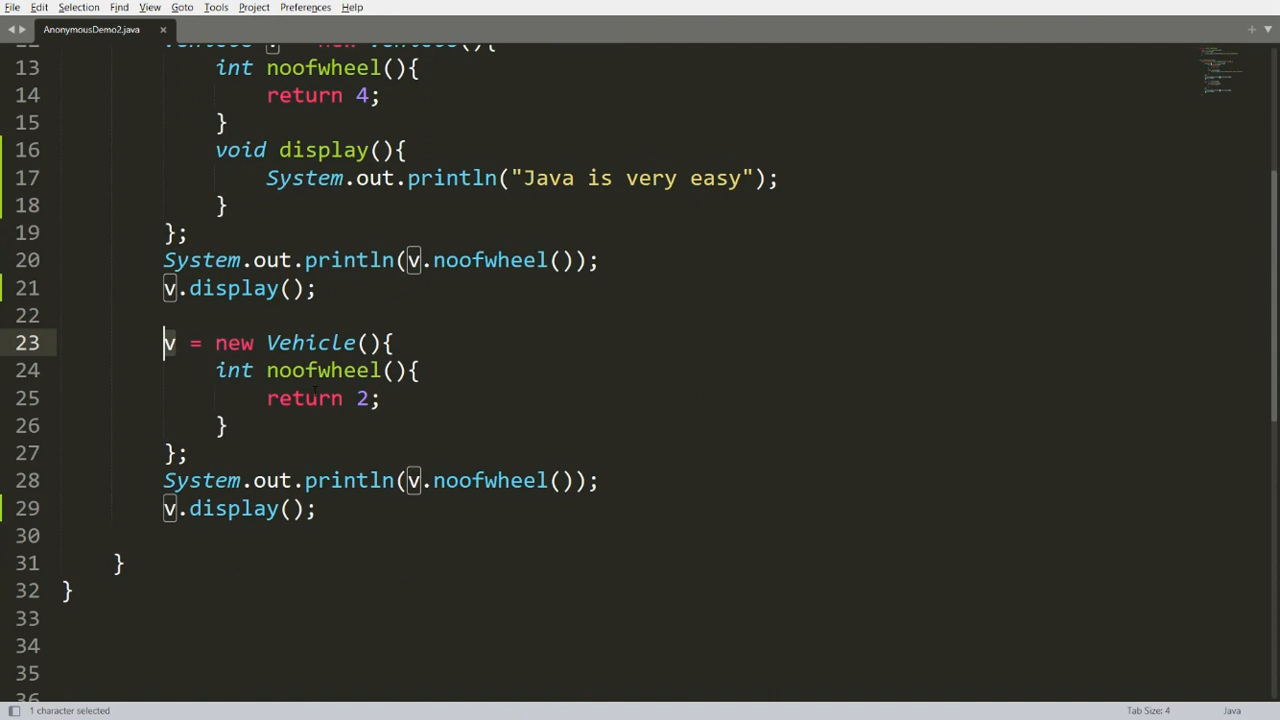 File Edit Selection Find View Goto Tools Project Preferences Help
AnonymousDemo2.java
13 int noofwheel(){
14 return 4;
15 }
16 void display(){
17 System.out.println("Java is very easy");
18 }
19 };
20 System.out.println(v.noofwheel());
21 v.display();
22
23 v = new Vehicle(){
24 int noofwheel(){
25 return 2;
26 }
27 };
28 System.out.println(v.noofwheel());
29 v.display();
30
31 }
32 }
33
34
35
1 character selected Tab Size: 4 Java